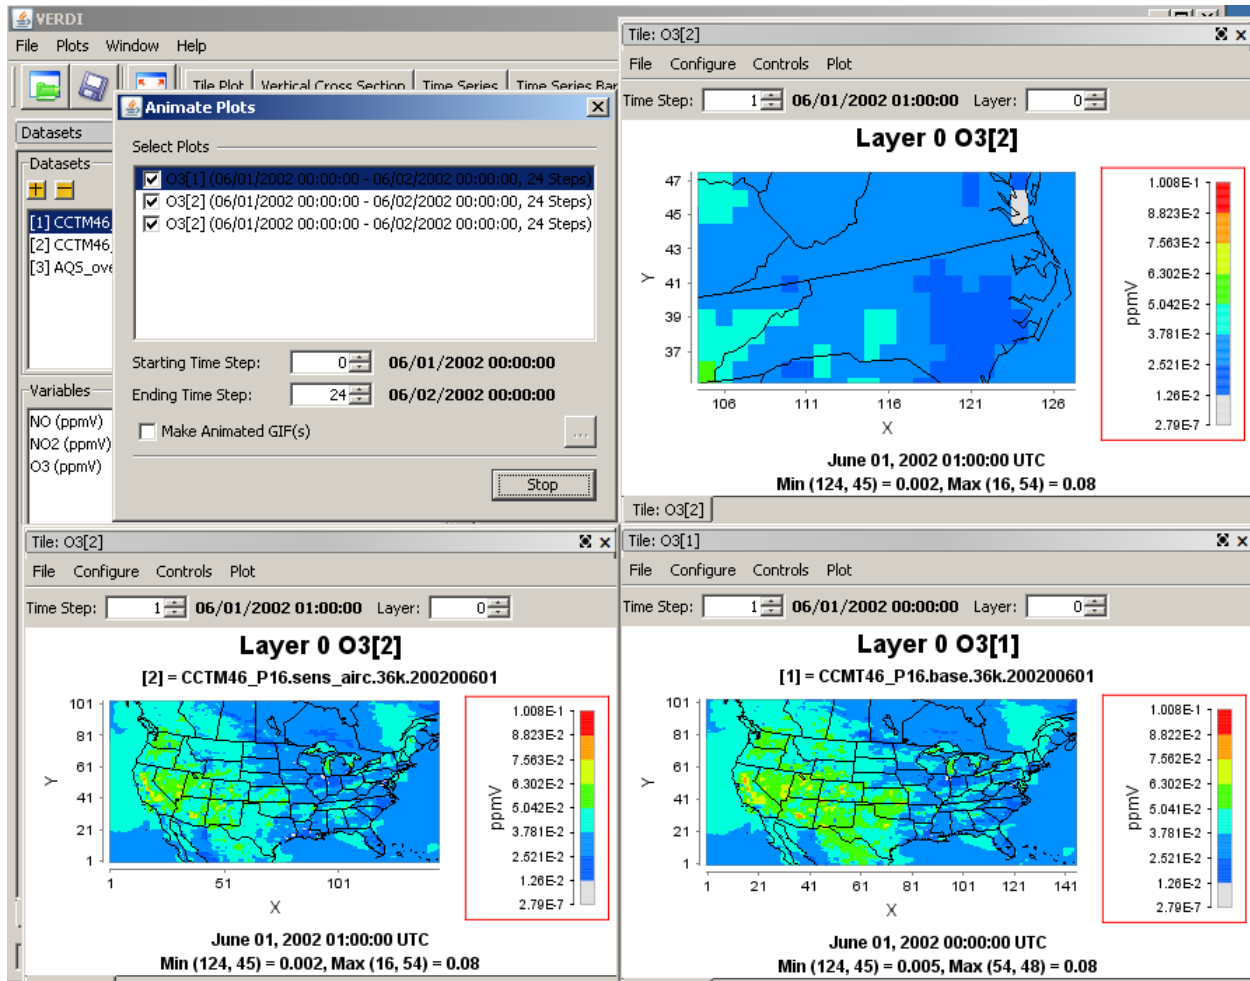 VERDI
File Plots Window Help
Tile Plot Vertical Cross Section Time Series Time Series Bar
Datasets
Datasets
[1] CCTM46_
[2] CCTM46_
[3] AQS_ove
Variables
NO (ppmV)
NO2 (ppmV)
O3 (ppmV)
Animate Plots
Select Plots
O3[1] (06/01/2002 00:00:00 - 06/02/2002 00:00:00, 24 Steps)
O3[2] (06/01/2002 00:00:00 - 06/02/2002 00:00:00, 24 Steps)
O3[2] (06/01/2002 00:00:00 - 06/02/2002 00:00:00, 24 Steps)
Starting Time Step: 0 06/01/2002 00:00:00
Ending Time Step: 24 06/02/2002 00:00:00
Make Animated GIF(s) ...
Stop
Tile: O3[2]
File Configure Controls Plot
Time Step: 1 06/01/2002 01:00:00 Layer: 0
Layer 0 O3[2]
47
45
43
41
39
37
Y
106 111 116 121 126
X
1.008E-1
8.823E-2
7.563E-2
6.302E-2
5.042E-2
3.781E-2
2.521E-2
1.26E-2
2.79E-7
ppmV
June 01, 2002 01:00:00 UTC
Min (124, 45) = 0.002, Max (16, 54) = 0.08
Tile: O3[2]
Tile: O3[2]
File Configure Controls Plot
Time Step: 1 06/01/2002 01:00:00 Layer: 0
Layer 0 O3[2]
[2] = CCTM46_P16.sens_airc.36k.200200601
101
81
61
41
21
1
Y
1 51 101
X
1.008E-1
8.823E-2
7.563E-2
6.302E-2
5.042E-2
3.781E-2
2.521E-2
1.26E-2
2.79E-7
ppmV
June 01, 2002 01:00:00 UTC
Min (124, 45) = 0.002, Max (16, 54) = 0.08
Tile: O3[1]
File Configure Controls Plot
Time Step: 1 06/01/2002 00:00:00 Layer: 0
Layer 0 O3[1]
[1] = CCMT46_P16.base.36k.200200601
101
81
61
41
21
1
Y
1 21 41 61 81 101 121 141
X
1.008E-1
8.822E-2
7.562E-2
6.302E-2
5.041E-2
3.781E-2
2.521E-2
1.26E-2
2.79E-7
ppmV
June 01, 2002 00:00:00 UTC
Min (124, 45) = 0.005, Max (54, 48) = 0.08